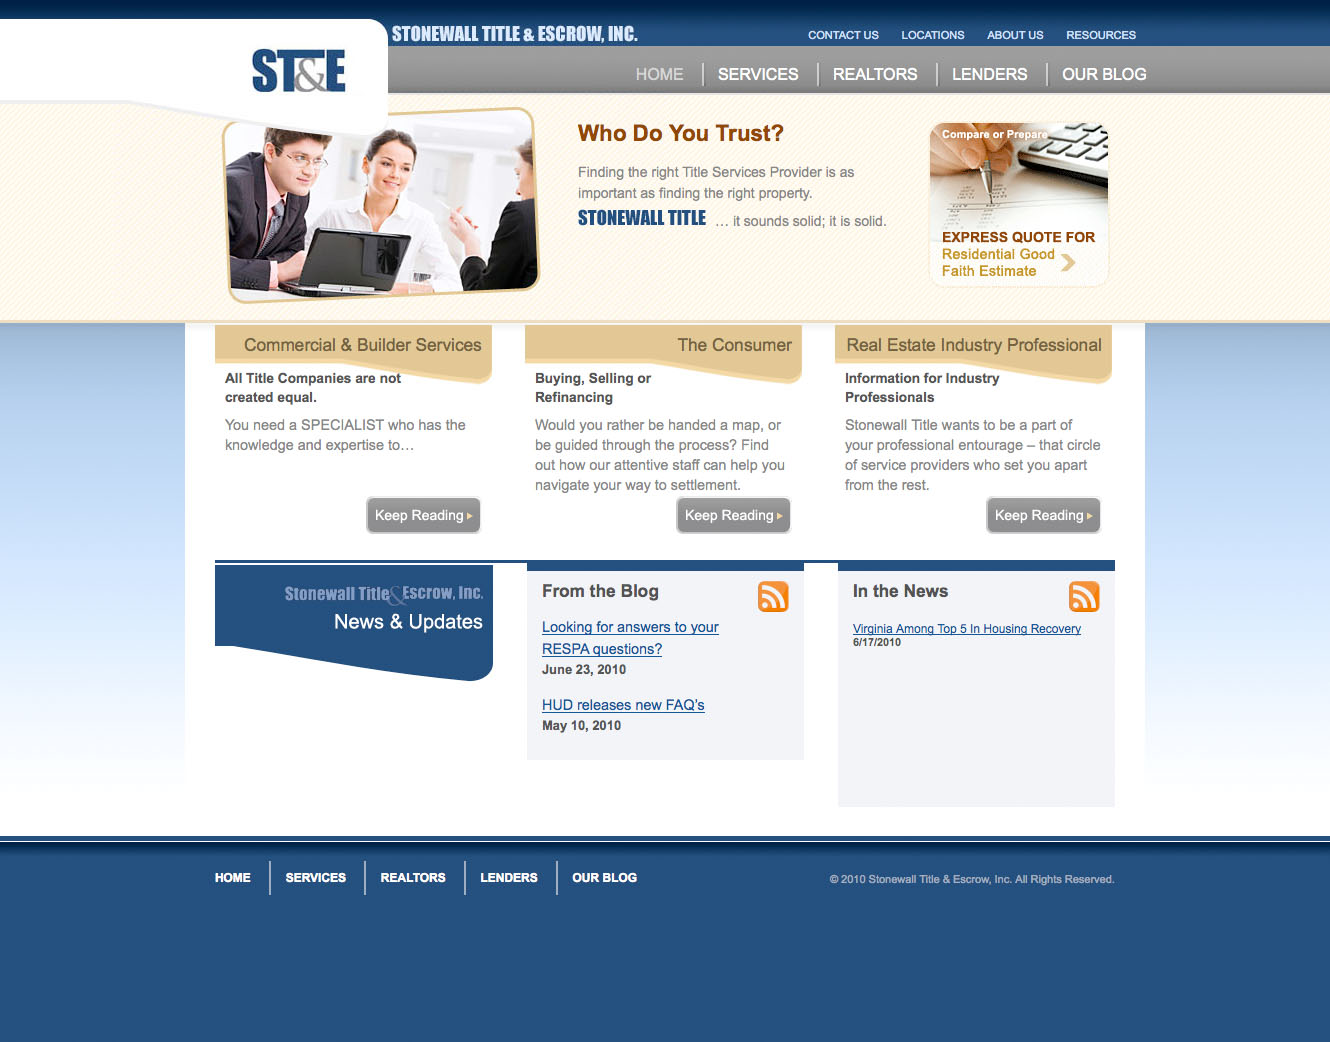 STONEWALL TITLE & ESCROW, INC.
CONTACT US LOCATIONS ABOUT US RESOURCES
ST&E
HOME SERVICES REALTORS LENDERS OUR BLOG
Who Do You Trust?
Finding the right Title Services Provider is as
important as finding the right property.
STONEWALL TITLE ... it sounds solid; it is solid.
Compare or Prepare
EXPRESS QUOTE FOR
Residential Good
Faith Estimate
Commercial & Builder Services
All Title Companies are not
created equal.
You need a SPECIALIST who has the
knowledge and expertise to…
Keep Reading
The Consumer
Buying, Selling or
Refinancing
Would you rather be handed a map, or
be guided through the process? Find
out how our attentive staff can help you
navigate your way to settlement.
Keep Reading
Real Estate Industry Professional
Information for Industry
Professionals
Stonewall Title wants to be a part of
your professional entourage – that circle
of service providers who set you apart
from the rest.
Keep Reading
Stonewall Title & Escrow, Inc.
News & Updates
From the Blog
Looking for answers to your
RESPA questions?
June 23, 2010
HUD releases new FAQ's
May 10, 2010
In the News
Virginia Among Top 5 In Housing Recovery
6/17/2010
HOME SERVICES REALTORS LENDERS OUR BLOG
© 2010 Stonewall Title & Escrow, Inc. All Rights Reserved.